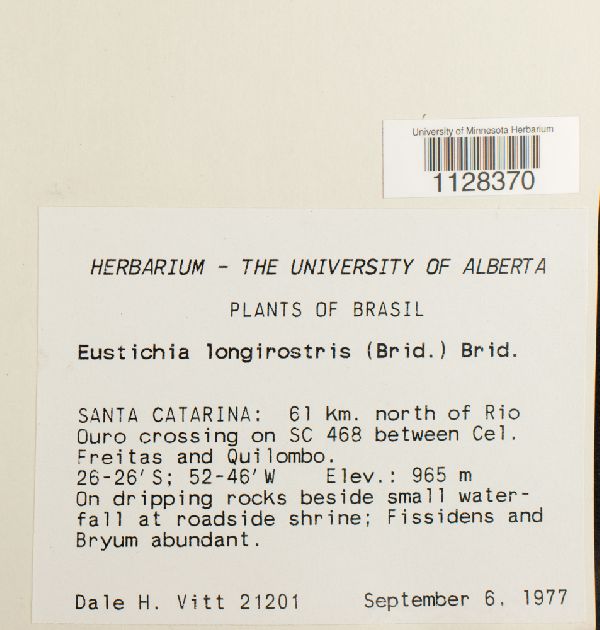 University of Minnesota Herbarium
1128370
HERBARIUM - THE UNIVERSITY OF ALBERTA
PLANTS OF BRASIL
Eustichia longirostris (Brid.) Brid.
SANTA CATARINA: 61 km. north of Rio
Ouro crossing on SC 468 between Cel.
Freitas and Quilombo.
26-26'S; 52-46'W Elev.: 965 m
On dripping rocks beside small water-
fall at roadside shrine; Fissidens and
Bryum abundant.
Dale H. Vitt 21201 September 6, 1977